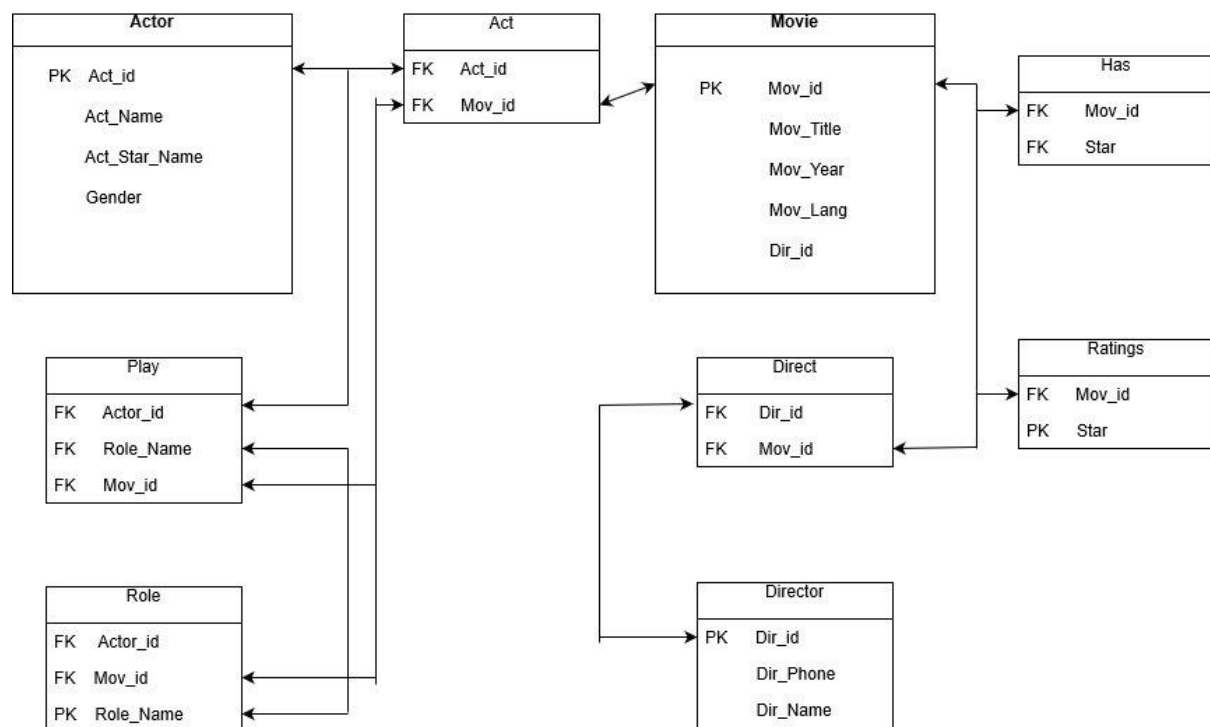 Actor
PK Act_id
Act_Name
Act_Star_Name
Gender
Act
FK Act_id
FK Mov_id
Movie
PK Mov_id
Mov_Title
Mov_Year
Mov_Lang
Dir_id
Has
FK Mov_id
FK Star
Play
FK Actor_id
FK Role_Name
FK Mov_id
Direct
FK Dir_id
FK Mov_id
Ratings
FK Mov_id
PK Star
Role
FK Actor_id
FK Mov_id
PK Role_Name
Director
PK Dir_id
Dir_Phone
Dir_Name